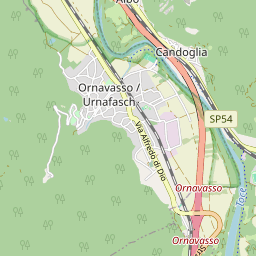 Albo
Candoglia
Ornavasso /
Urnafasch
SP54
Via Alfredo di Dio
Ornavasso
Toce
Ornavasso